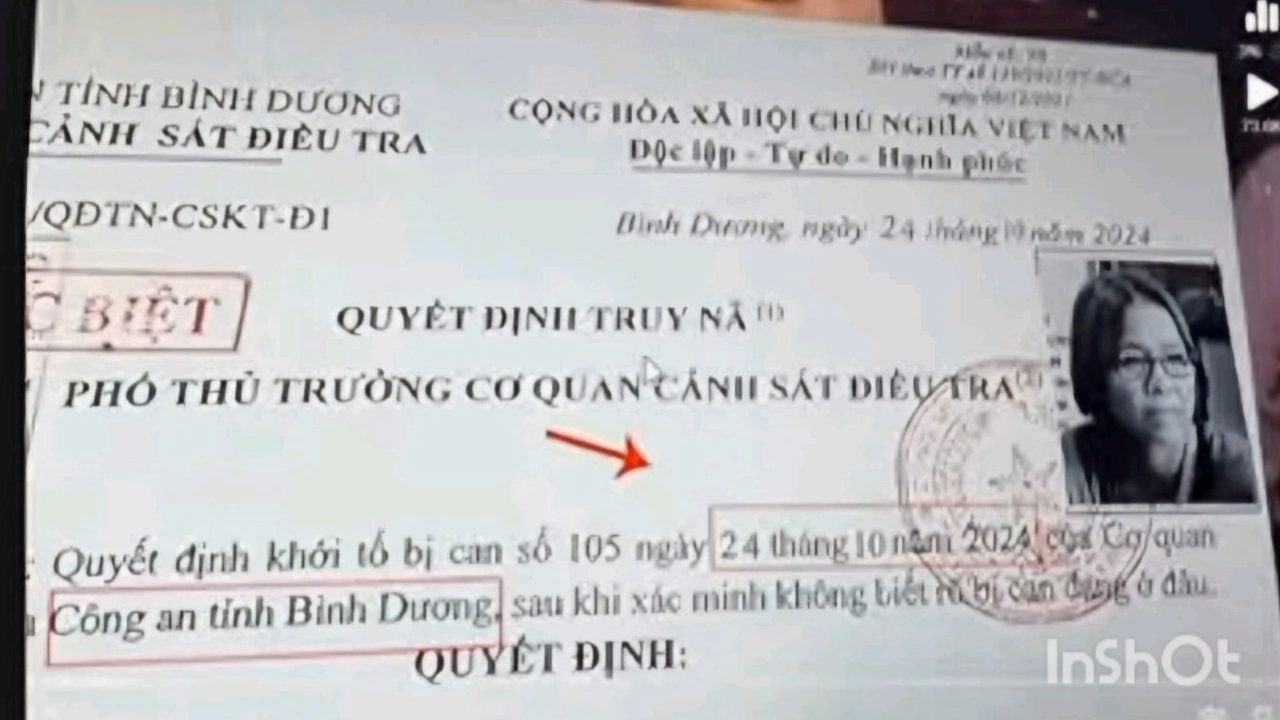 N TỈNH BÌNH DƯƠNG
CẢNH SÁT ĐIỀU TRA
/QĐTN-CSKT-Đ1
CỘNG HÒA XÃ HỘI CHỦ NGHĨA VIỆT NAM
Độc lập - Tự do - Hạnh phúc
Bình Dương, ngày 24 tháng 10 năm 2024
C BIỆT
QUYẾT ĐỊNH TRUY NÃ (1)
PHÓ THỦ TRƯỞNG CƠ QUAN CẢNH SÁT ĐIỀU TRA(2)
: Quyết định khởi tố bị can số 105 ngày 24 tháng 10 năm 2024 của Cơ quan
Công an tỉnh Bình Dương, sau khi xác minh không biết rõ bị can đang ở đâu.
QUYẾT ĐỊNH:
InShOt